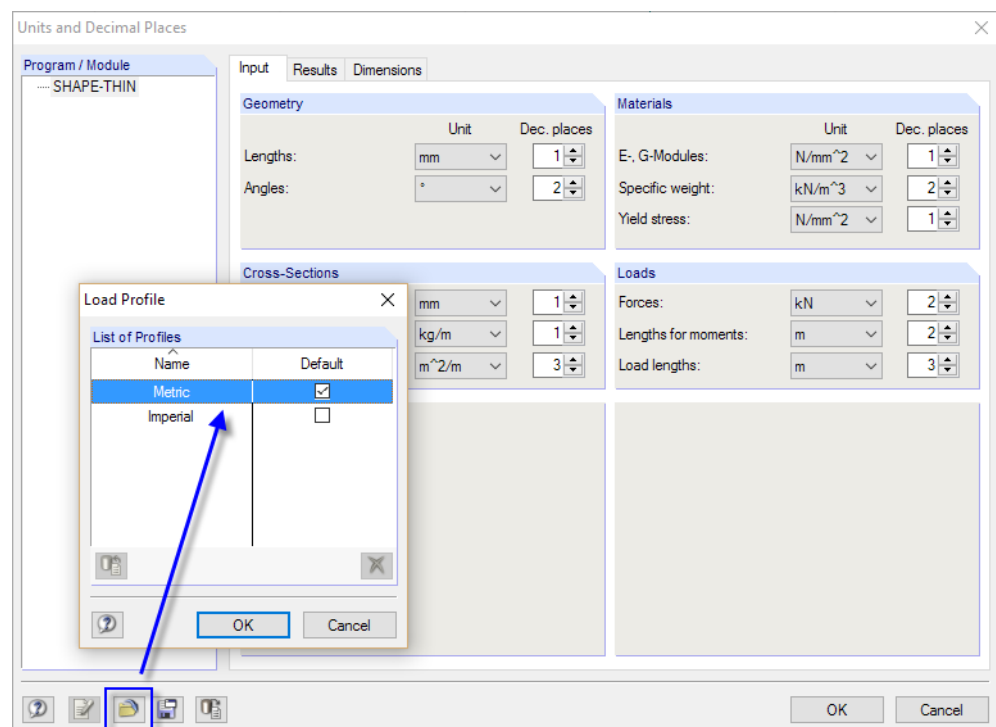 Units and Decimal Places
Program / Module
SHAPE-THIN
Input Results Dimensions
Geometry
Unit Dec. places
Lengths: mm 1
Angles: ° 2
Materials
Unit Dec. places
E-, G-Modules: N/mm^2 1
Specific weight: kN/m^3 2
Yield stress: N/mm^2 1
Cross-Sections
mm 1
kg/m 1
m^2/m 3
Loads
Forces: kN 2
Lengths for moments: m 2
Load lengths: m 3
Load Profile
List of Profiles
Name Default
Metric
Imperial
OK Cancel
OK Cancel